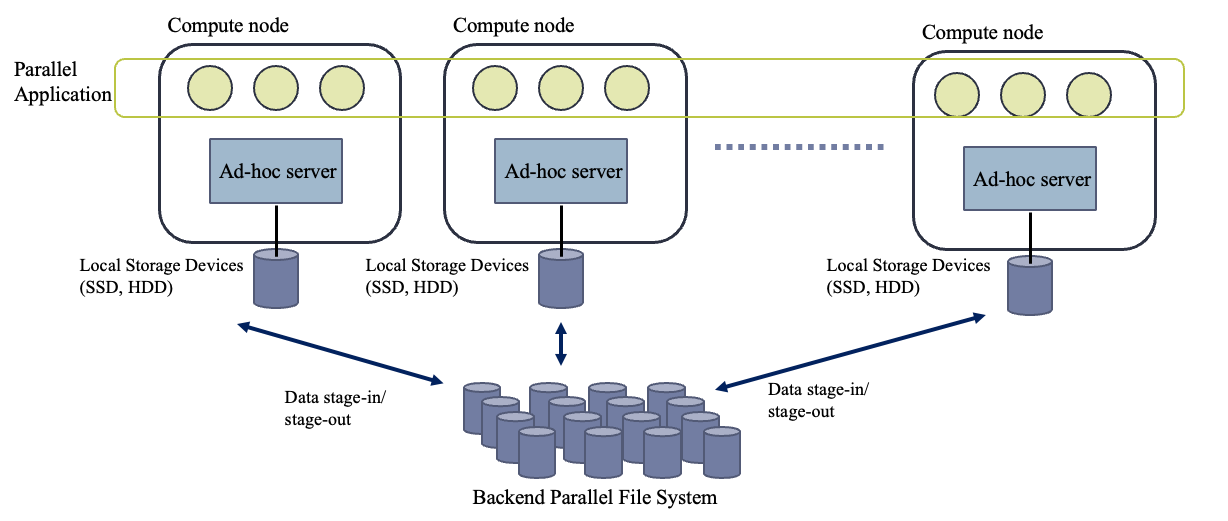 Compute node
Compute node
Compute node
Parallel
Application
Ad-hoc server
Ad-hoc server
Ad-hoc server
Local Storage Devices
(SSD, HDD)
Local Storage Devices
(SSD, HDD)
Local Storage Devices
(SSD, HDD)
Data stage-in/
stage-out
Data stage-in/
stage-out
Backend Parallel File System